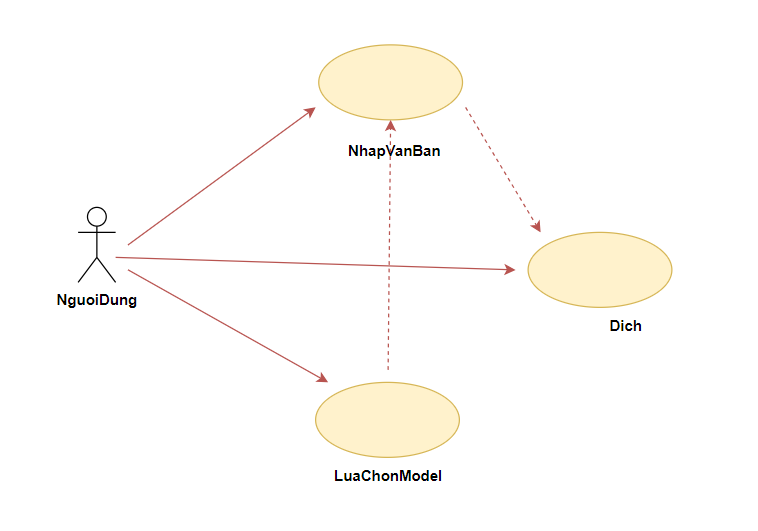 NhapVanBan
NguoiDung
Dich
LuaChonModel